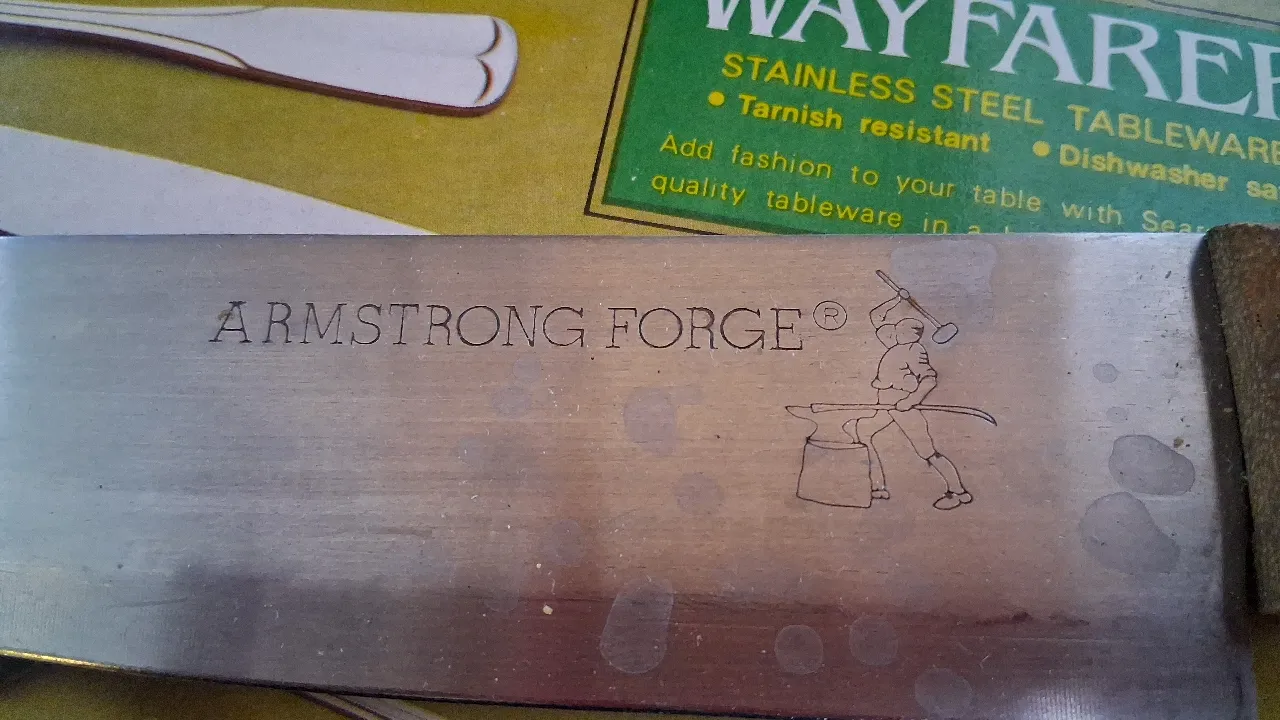 WAYFARER
STAINLESS STEEL TABLEWARE
• Tarnish resistant • Dishwasher sa
Add fashion to your table with Sear
quality tableware in a
ARMSTRONG FORGE®